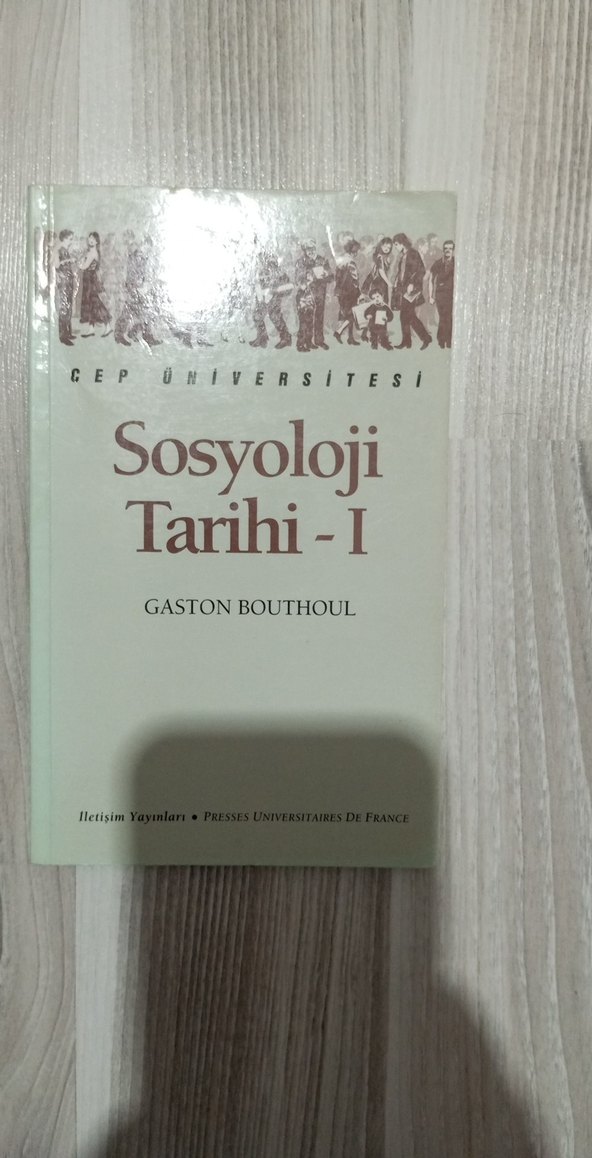 CEP ÜNİVERSİTESİ
Sosyoloji
Tarihi - I
GASTON BOUTHOUL
İletişim Yayınları • PRESSES UNIVERSITAIRES DE FRANCE